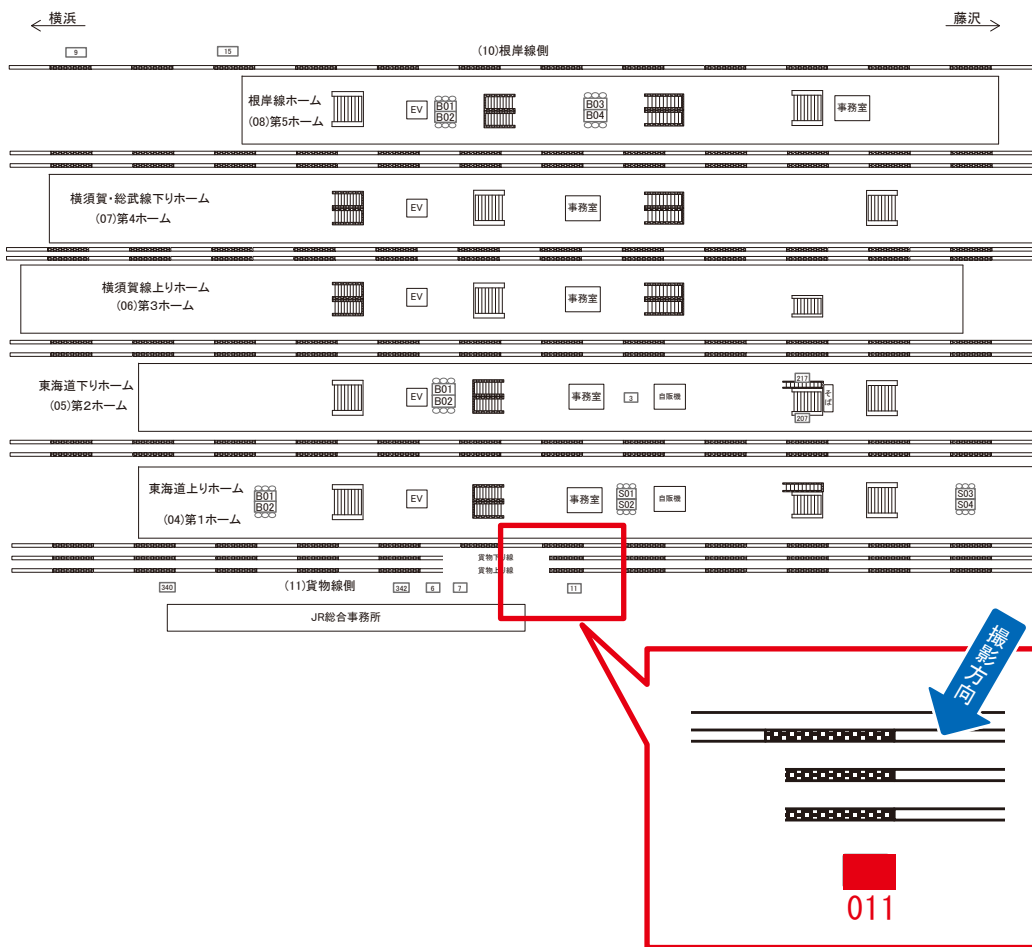 横浜
藤沢
9
15
(10)根岸線側
根岸線ホーム
(08)第5ホーム
EV
B01
B02
B03
B04
事務室
横須賀・総武線下りホーム
(07)第4ホーム
EV
事務室
横須賀線上りホーム
(06)第3ホーム
EV
事務室
東海道下りホーム
(05)第2ホーム
EV
B01
B02
事務室
3
自販機
217
207
そば
東海道上りホーム
(04)第1ホーム
B01
B02
EV
事務室
S01
S02
自販機
S03
S04
貨物下り線
貨物上り線
(11)貨物線側
340
342
6
7
11
JR総合事務所
撮影方向
011